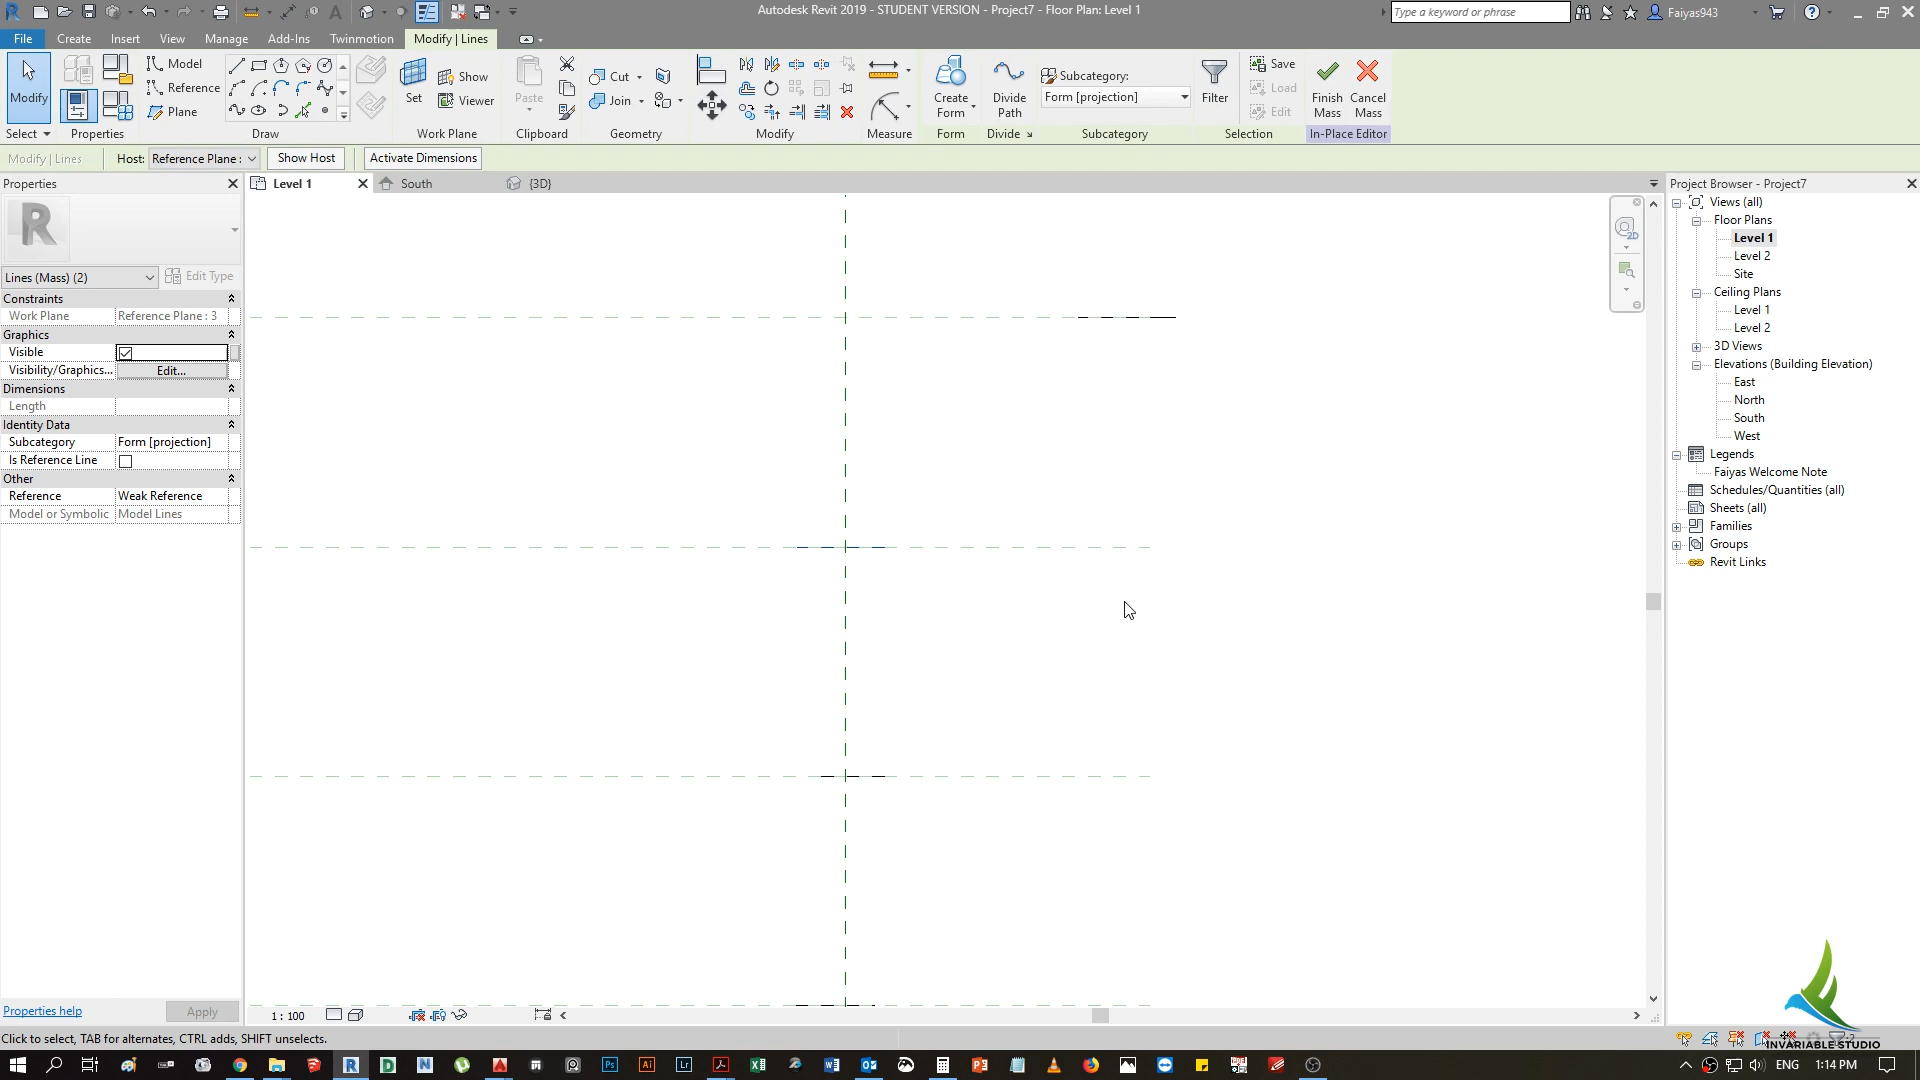 Autodesk Revit 2019 - STUDENT VERSION - Project7 - Floor Plan: Level 1
Type a keyword or phrase
Faiyas943
File Create Insert View Manage Add-Ins Twinmotion Modify | Lines
Modify
Model
Reference
Plane
Set
Show
Viewer
Paste
Cut
Join
Create Form
Divide Path
Subcategory:
Form [projection]
Filter
Save
Load
Edit
Finish Mass
Cancel Mass
Select Properties Draw Work Plane Clipboard Geometry Modify Measure Form Divide Subcategory Selection In-Place Editor
Modify | Lines Host: Reference Plane : Show Host Activate Dimensions
Properties
Level 1
South
{3D}
Project Browser - Project7
R
Lines (Mass) (2)
Edit Type
Constraints
Work Plane Reference Plane : 3
Graphics
Visible
Visibility/Graphics... Edit...
Dimensions
Length
Identity Data
Subcategory Form [projection]
Is Reference Line
Other
Reference Weak Reference
Model or Symbolic Model Lines
Properties help
Apply
2D
Views (all)
Floor Plans
Level 1
Level 2
Site
Ceiling Plans
Level 1
Level 2
3D Views
Elevations (Building Elevation)
East
North
South
West
Legends
Faiyas Welcome Note
Schedules/Quantities (all)
Sheets (all)
Families
Groups
Revit Links
1 : 100
Click to select, TAB for alternates, CTRL adds, SHIFT unselects.
INVARIABLE STUDIO
ENG 1:14 PM